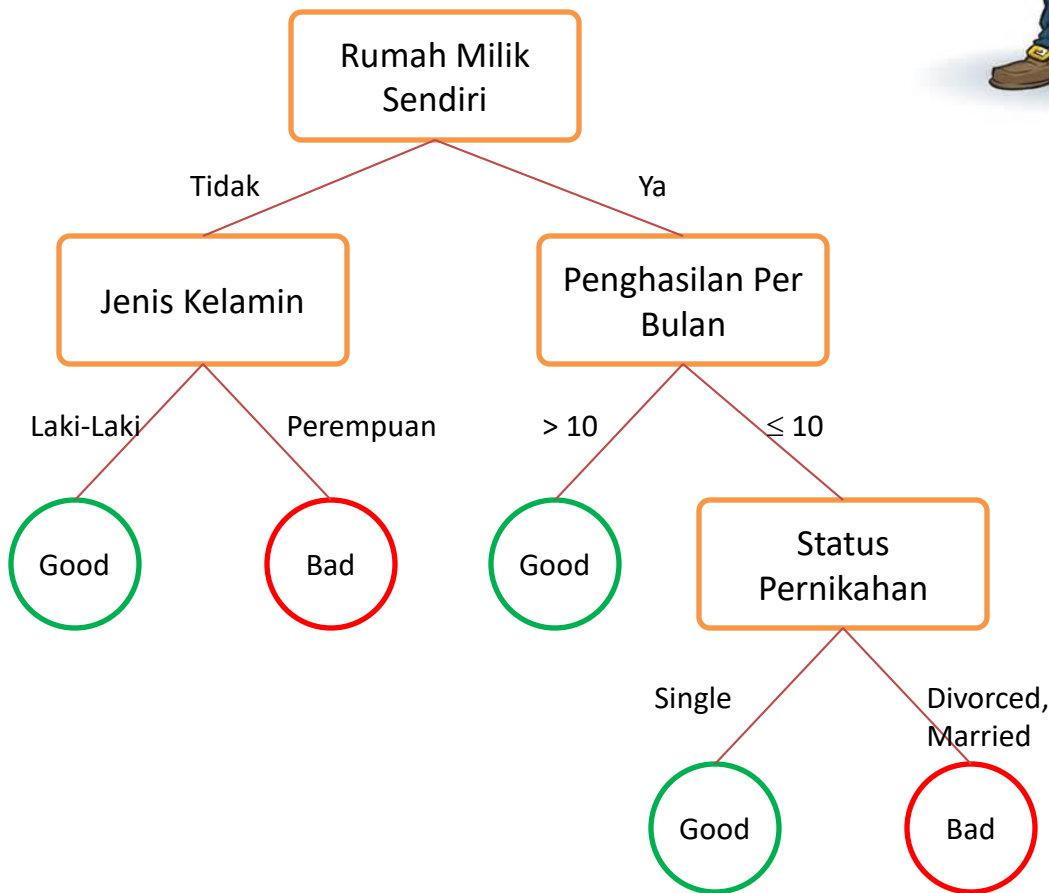 Rumah Milik
Sendiri
Tidak
Ya
Jenis Kelamin
Penghasilan Per
Bulan
Laki-Laki
Perempuan
> 10
≤ 10
Good
Bad
Good
Status
Pernikahan
Single
Divorced,
Married
Good
Bad